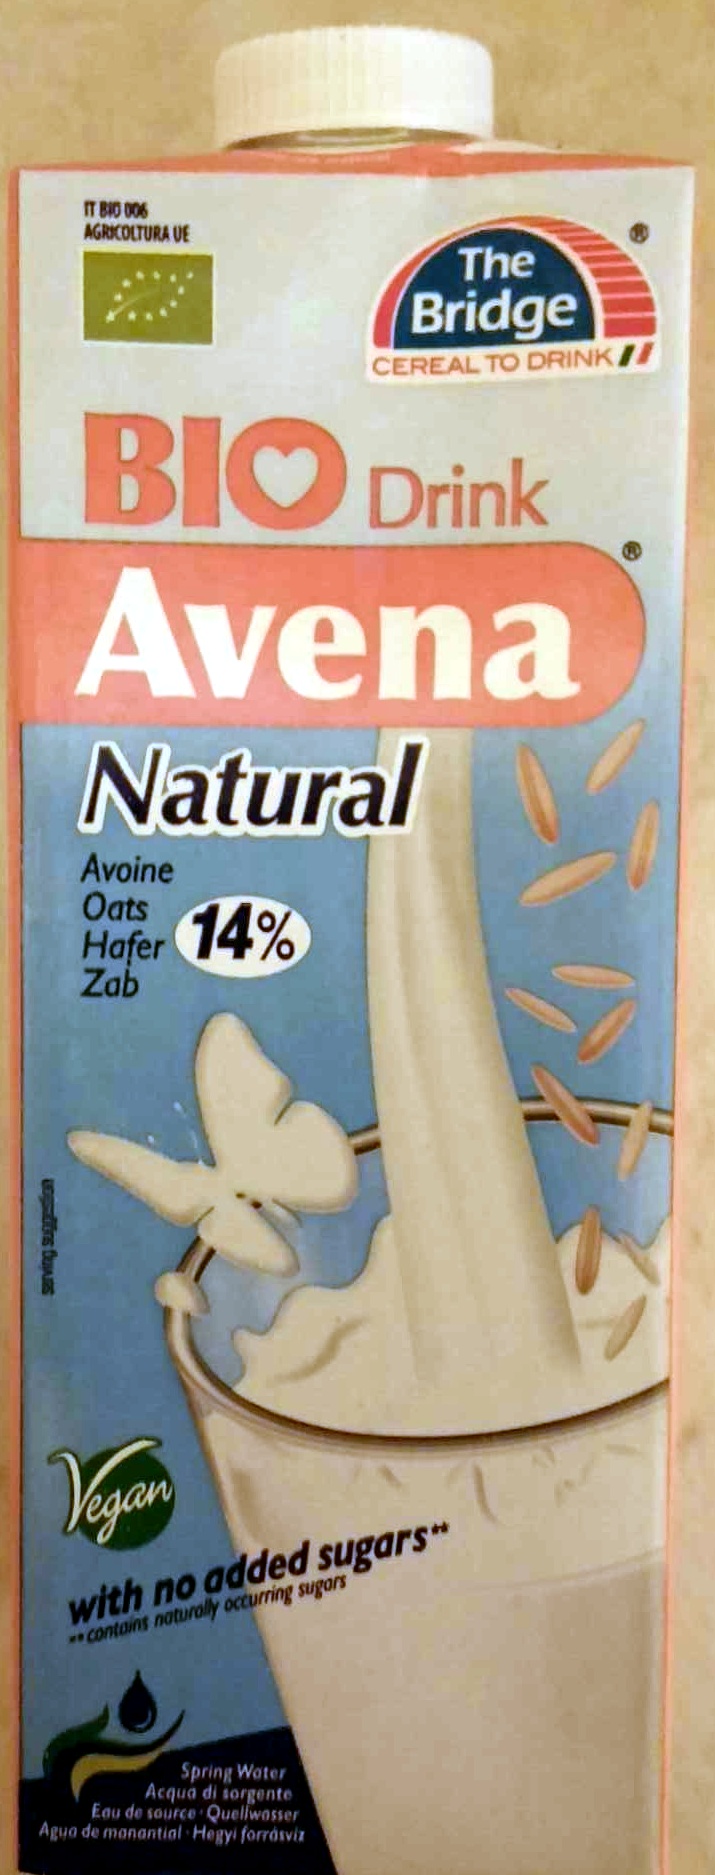 IT BIO 006
AGRICOLTURA UE
The
Bridge
®
CEREAL TO DRINK
BIO Drink
Avena
®
Natural
Avoine
Oats
Hafer
Zab
14%
serving suggestion
Vegan
with no added sugars**
**contains naturally occurring sugars
Spring Water
Acqua di sorgente
Eau de source · Quellwasser
Agua de manantial · Hegyi forrásvíz